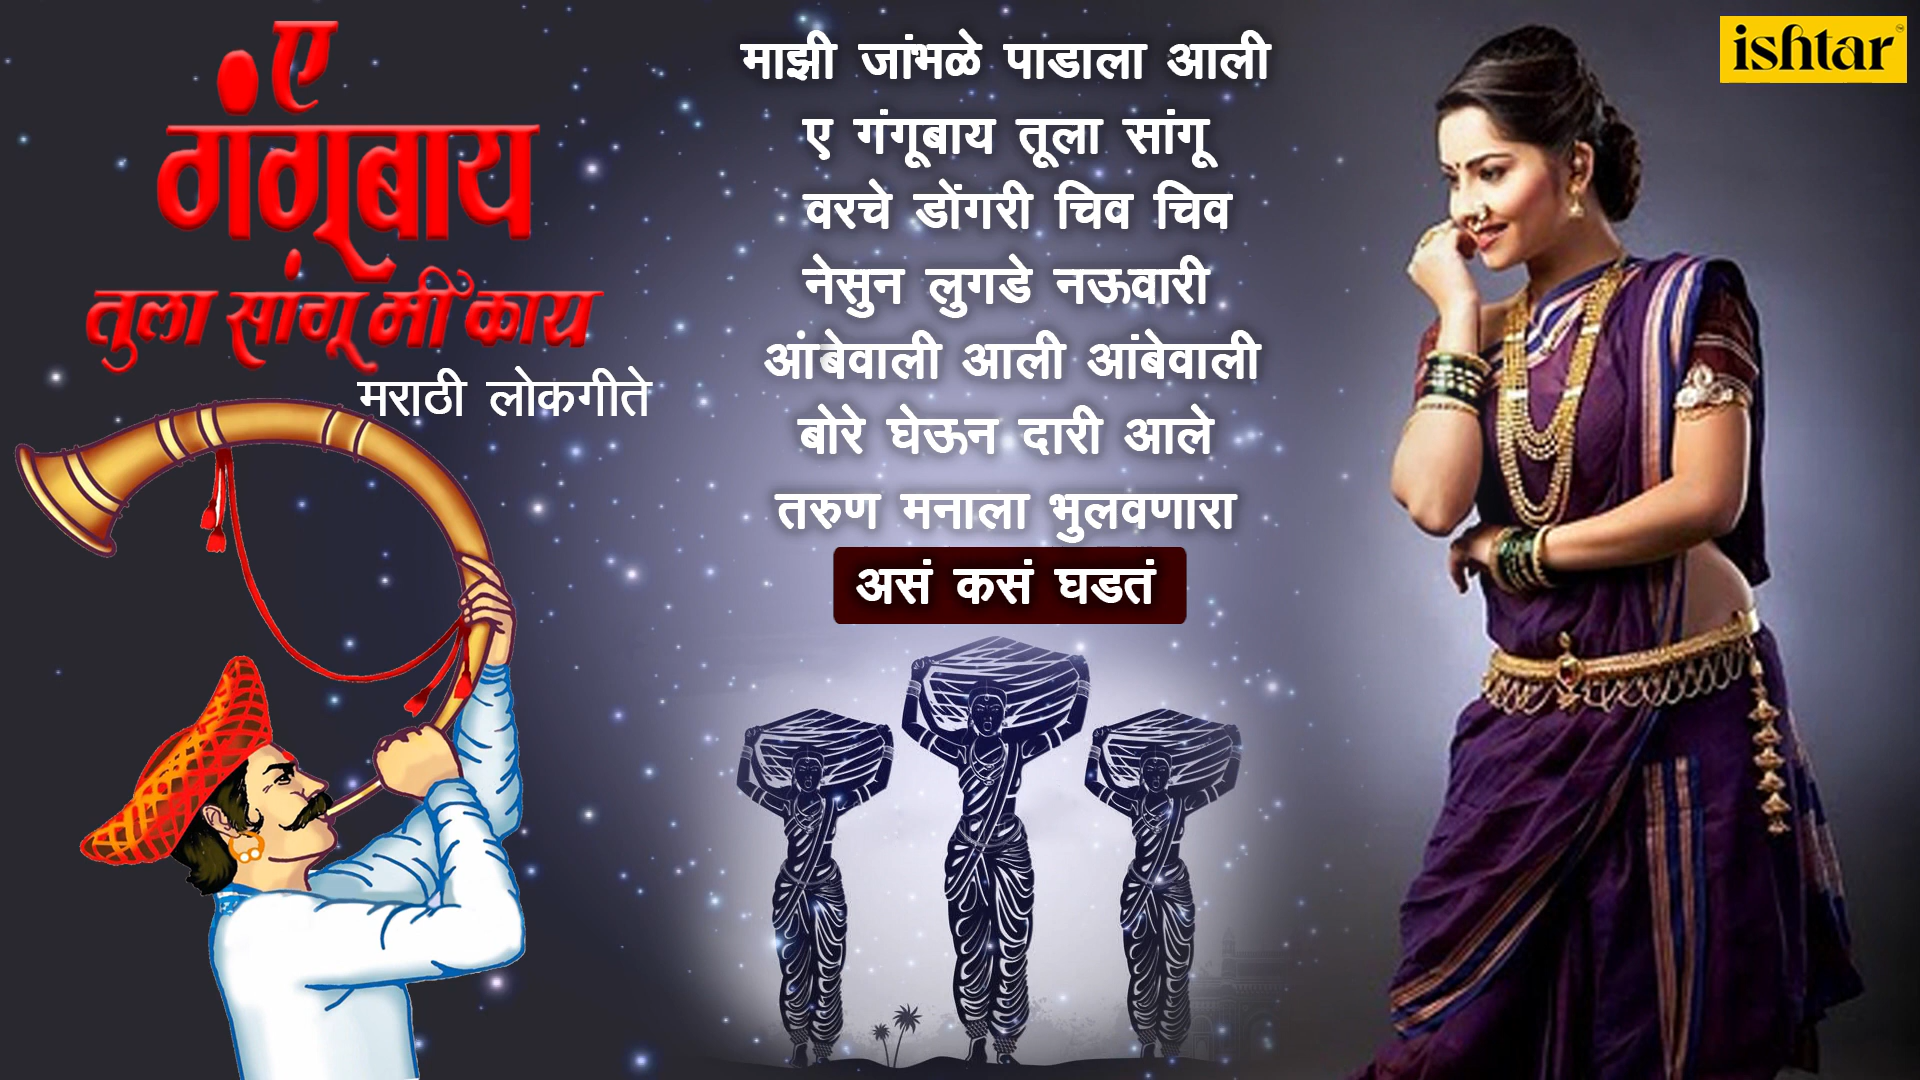 ए
गंगूबाय
तुला सांगू मी काय
मराठी लोकगीते
माझी जांभळे पाडाला आली
ए गंगूबाय तूला सांगू
वरचे डोंगरी चिव चिव
नेसुन लुगडे नऊवारी
आंबेवाली आली आंबेवाली
बोरे घेऊन दारी आले
तरुण मनाला भुलवणारा
असं कसं घडतं
ishtar